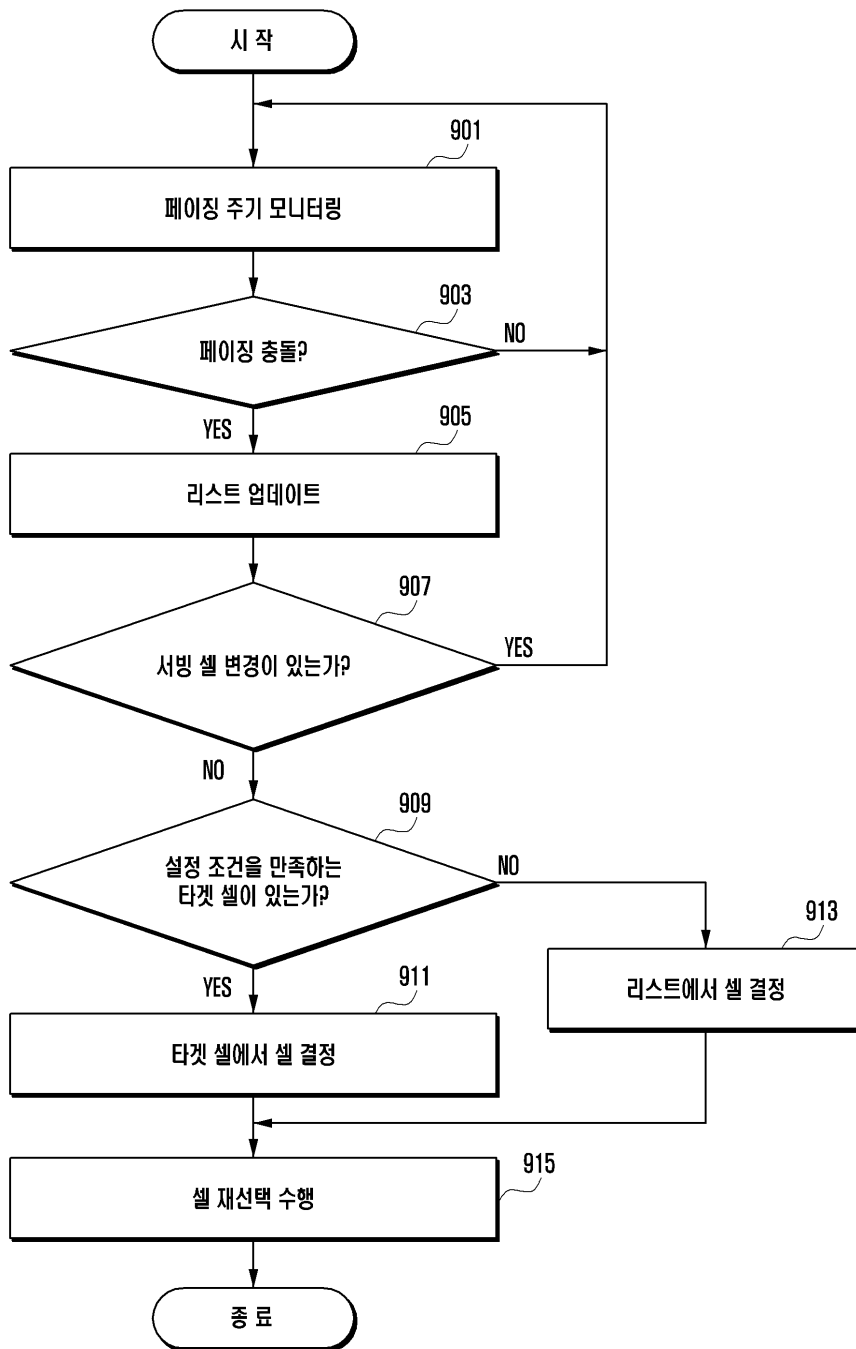 시 작
901
페이징 주기 모니터링
903
페이징 충돌?
NO
YES
905
리스트 업데이트
907
서빙 셀 변경이 있는가?
YES
NO
909
설정 조건을 만족하는
타겟 셀이 있는가?
NO
913
리스트에서 셀 결정
YES
911
타겟 셀에서 셀 결정
915
셀 재선택 수행
종 료